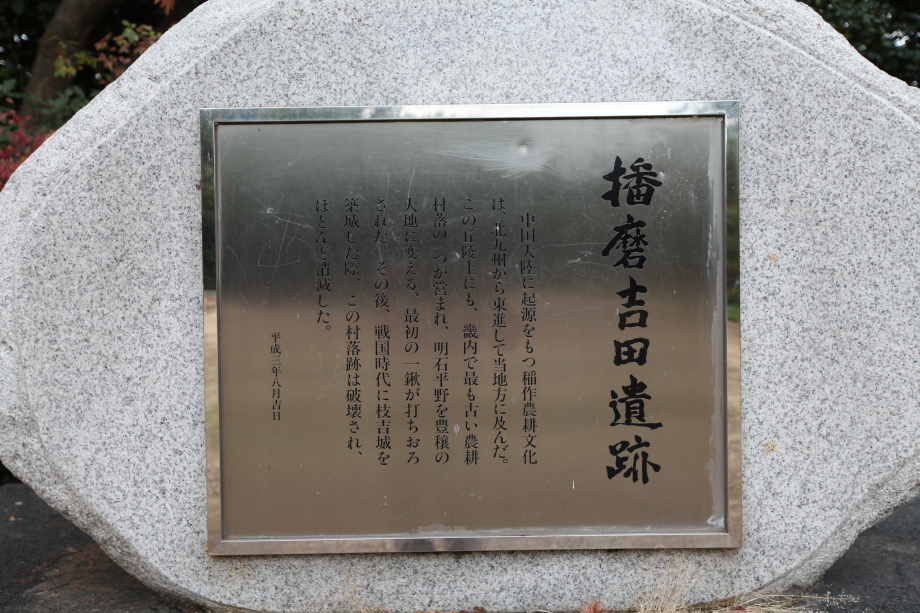 播磨吉田遺跡
中国大陸に起源をもつ稲作農耕文化
は、北九州から東進して当地方に及んだ。
この丘陵上にも、畿内で最も古い農耕
村落の一つが営まれ、明石平野を豊穣の
大地に変える、最初の一鍬が打ちおろ
された。その後、戦国時代に枝吉城を
築城した際、この村落跡は破壊され、
ほとんど消滅した。
平成三年八月吉日